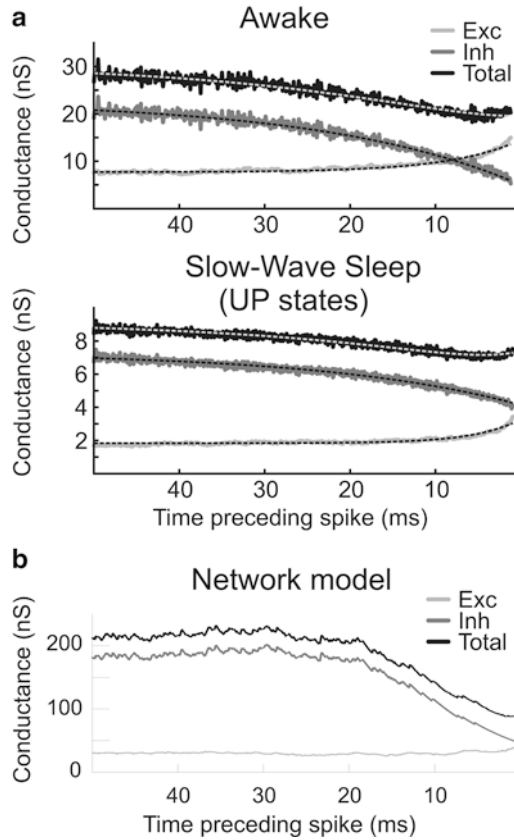 a
Awake
Exc
Inh
Total
Conductance (nS)
30
20
10
40
30
20
10
Slow-Wave Sleep
(UP states)
Conductance (nS)
8
6
4
2
40
30
20
10
Time preceding spike (ms)
b
Network model
Exc
Inh
Total
Conductance (nS)
200
100
0
40
30
20
10
Time preceding spike (ms)